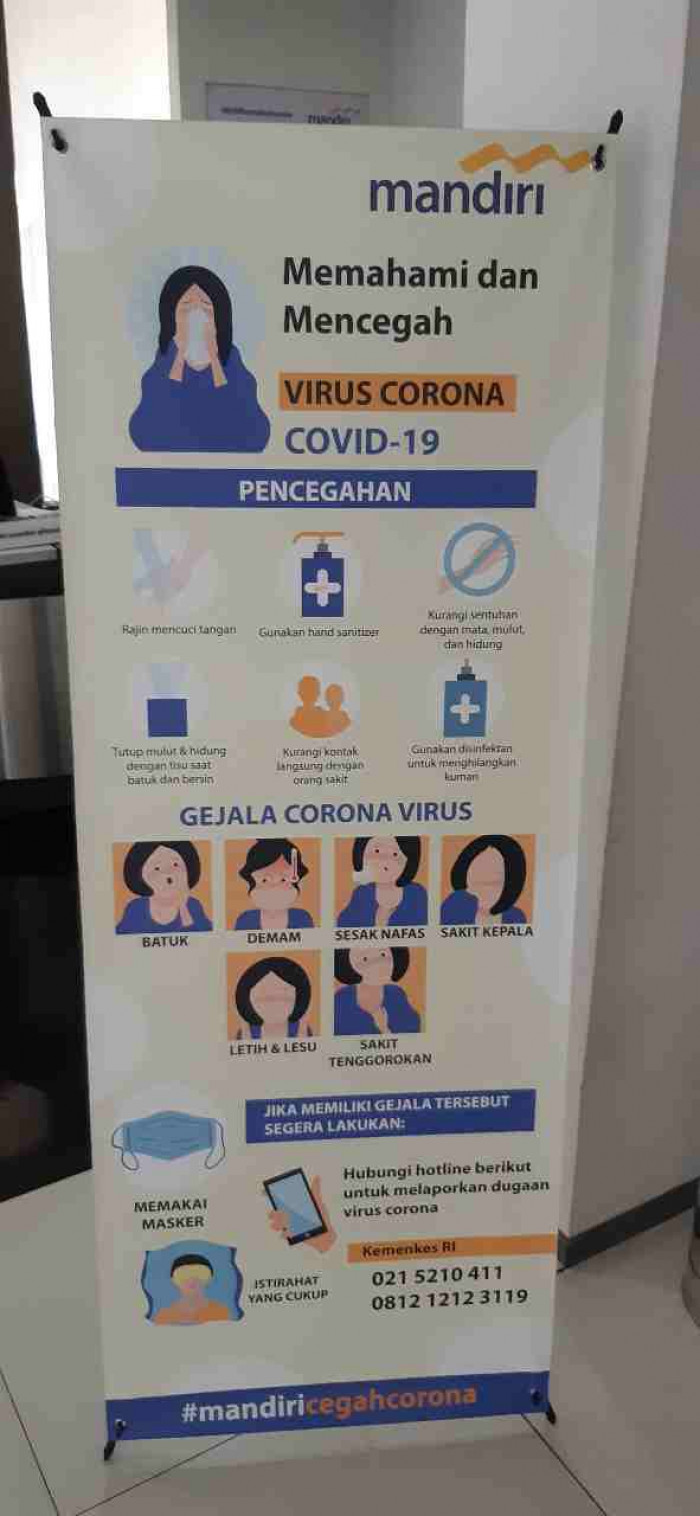 mandiri
mandiri
Memahami dan
Mencegah
VIRUS CORONA
COVID-19
PENCEGAHAN
Rajin mencuci tangan
Gunakan hand sanitizer
Kurangi sentuhan
dengan mata, mulut,
dan hidung
Tutup mulut & hidung
dengan tisu saat
batuk dan bersin
Kurangi kontak
langsung dengan
orang sakit
Gunakan disinfektan
untuk menghilangkan
kuman
GEJALA CORONA VIRUS
BATUK
DEMAM
SESAK NAFAS
SAKIT KEPALA
LETIH & LESU
SAKIT
TENGGOROKAN
JIKA MEMILIKI GEJALA TERSEBUT
SEGERA LAKUKAN:
MEMAKAI
MASKER
Hubungi hotline berikut
untuk melaporkan dugaan
virus corona
ISTIRAHAT
YANG CUKUP
Kemenkes RI
021 5210 411
0812 1212 3119
#mandiricegahcorona